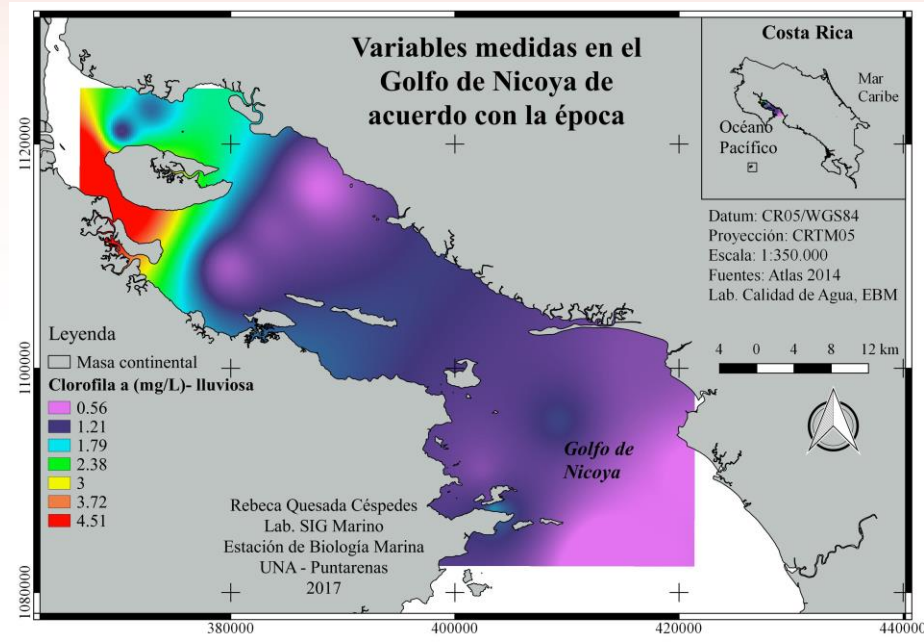 Variables medidas en el
Golfo de Nicoya de
acuerdo con la época
Costa Rica
Mar
Caribe
Océano
Pacífico
Datum: CR05/WGS84
Proyección: CRTM05
Escala: 1:350.000
Fuentes: Atlas 2014
Lab. Calidad de Agua, EBM
4 0 4 8 12 km
Golfo de
Nicoya
Leyenda
Masa continental
Clorofila a (mg/L)- lluviosa
0.56
1.21
1.79
2.38
3
3.72
4.51
Rebeca Quesada Céspedes
Lab. SIG Marino
Estación de Biología Marina
UNA - Puntarenas
2017
1120000
1100000
1080000
380000 400000 420000 440000